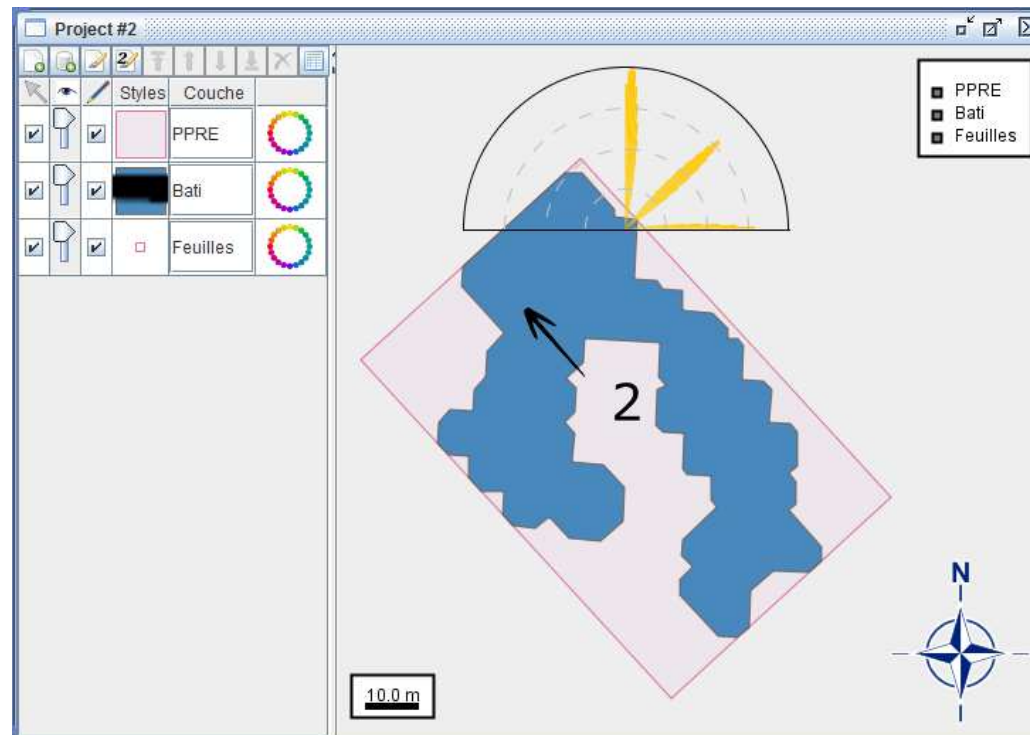 Project #2
2
Styles Couche
PPRE
Bati
Feuilles
PPRE
Bati
Feuilles
2
N
10.0 m